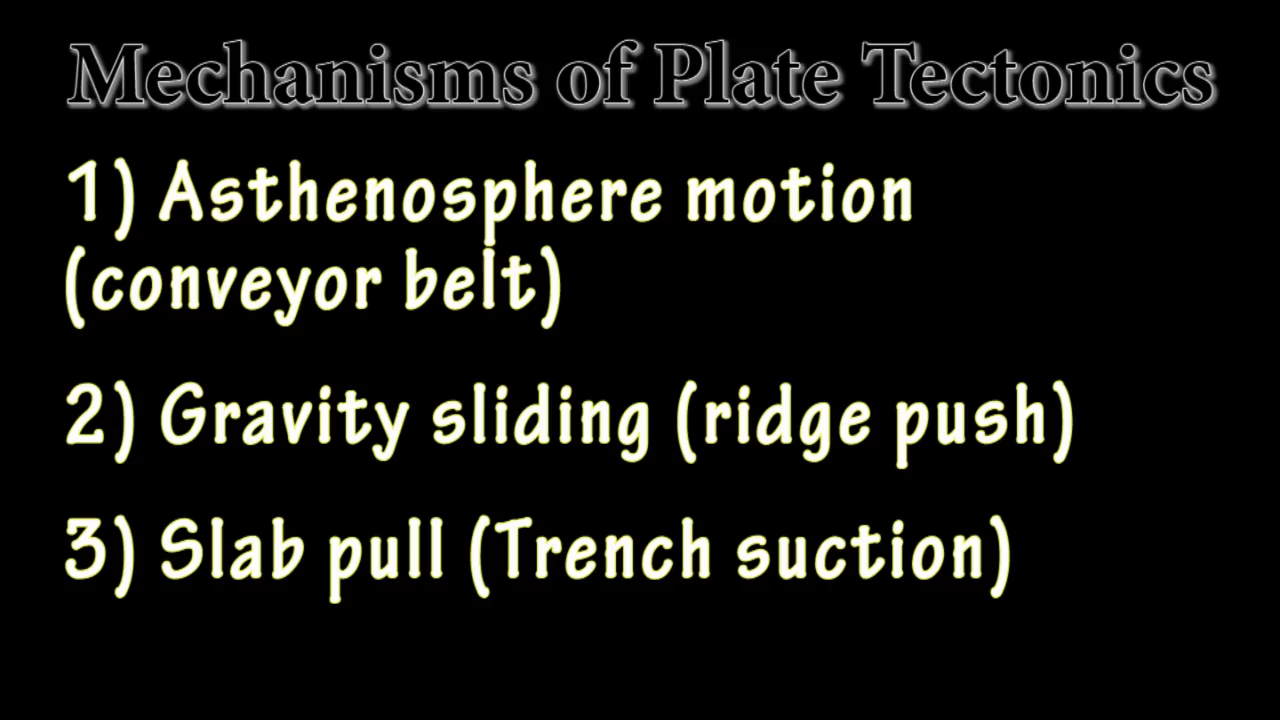 Mechanisms of Plate Tectonics
1) Asthenosphere motion
(conveyor belt)
2) Gravity sliding (ridge push)
3) Slab pull (Trench suction)